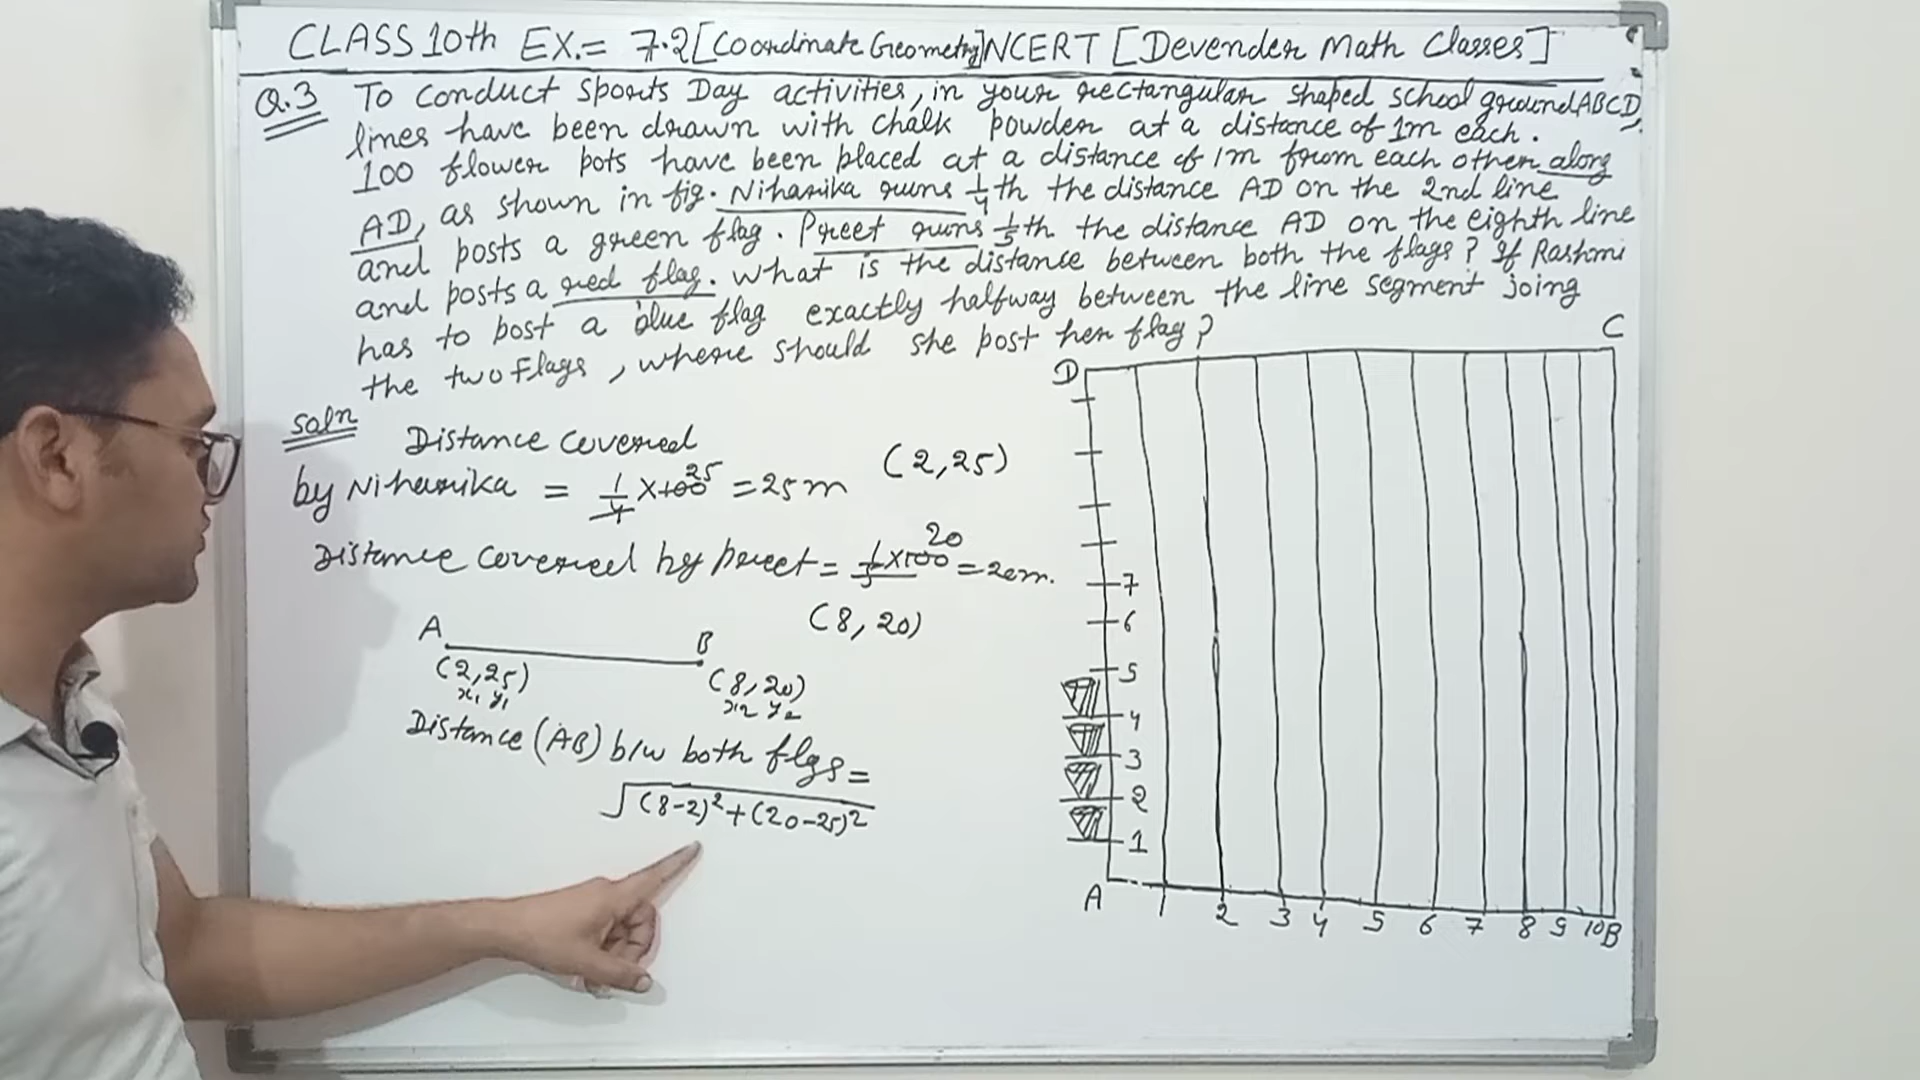 CLASS 10th EX.= 7.2 [Coordinate Geometry] NCERT [Devender Math Classes]
Q.3 To conduct Sports Day activities, in your rectangular shaped school ground ABCD,
lines have been drawn with chalk powder at a distance of 1m each.
100 flower pots have been placed at a distance of 1m from each other along
AD, as shown in fig. Niharika runs 1/4 th the distance AD on the 2nd line
and posts a green flag. Preet runs 1/5 th the distance AD on the eighth line
and posts a red flag. What is the distance between both the flags? If Rashmi
has to post a blue flag exactly halfway between the line segment joing
the two Flags, where should she post her flag?
Soln
Distance Covered
by Niharika = 1/4 × 100 25 = 25m (2,25)
Distance Covered by preet = 1/5 × 100 20 = 20m.
(8, 20)
A B
(2,25) (8,20)
x₁ y₁ x₂ y₂
Distance (AB) b/w both flgs =
√(8-2)²+(20-25)²
D C
7
6
5
4
3
2
1
A 1 2 3 4 5 6 7 8 9 10 B